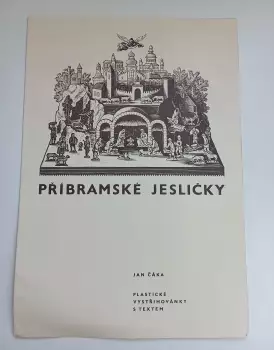 PŘÍBRAMSKÉ JESLIČKY
JAN ČÁKA
PLASTICKÉ
VYSTŘIHOVÁNKY
S TEXTEM